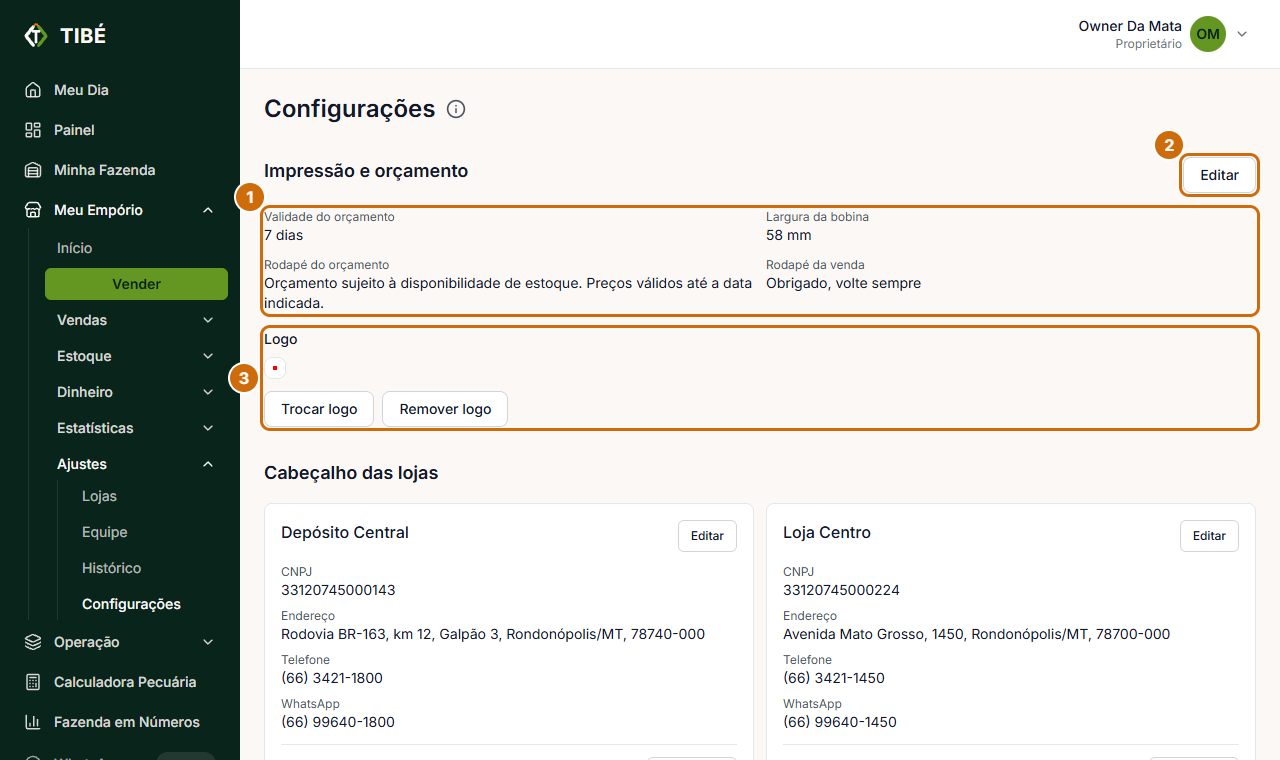 TIBÉ
Meu Dia
Painel
Minha Fazenda
Meu Empório
Início
Vender
Vendas
Estoque
Dinheiro
Estatísticas
Ajustes
Lojas
Equipe
Histórico
Configurações
Operação
Calculadora Pecuária
Fazenda em Números
Owner Da Mata
Proprietário
OM
Configurações
Impressão e orçamento
2
Editar
1
Validade do orçamento
7 dias
Largura da bobina
58 mm
Rodapé do orçamento
Orçamento sujeito à disponibilidade de estoque. Preços válidos até a data
indicada.
Rodapé da venda
Obrigado, volte sempre
3
Logo
Trocar logo
Remover logo
Cabeçalho das lojas
Depósito Central
Editar
CNPJ
33120745000143
Endereço
Rodovia BR-163, km 12, Galpão 3, Rondonópolis/MT, 78740-000
Telefone
(66) 3421-1800
WhatsApp
(66) 99640-1800
Loja Centro
Editar
CNPJ
33120745000224
Endereço
Avenida Mato Grosso, 1450, Rondonópolis/MT, 78700-000
Telefone
(66) 3421-1450
WhatsApp
(66) 99640-1450